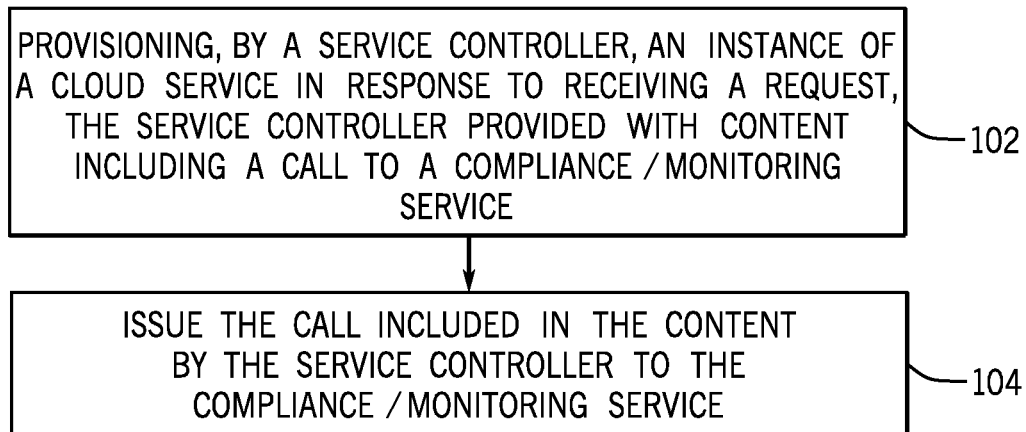 PROVISIONING, BY A SERVICE CONTROLLER, AN INSTANCE OF
A CLOUD SERVICE IN RESPONSE TO RECEIVING A REQUEST,
THE SERVICE CONTROLLER PROVIDED WITH CONTENT
INCLUDING A CALL TO A COMPLIANCE / MONITORING
SERVICE
102
ISSUE THE CALL INCLUDED IN THE CONTENT
BY THE SERVICE CONTROLLER TO THE
COMPLIANCE / MONITORING SERVICE
104